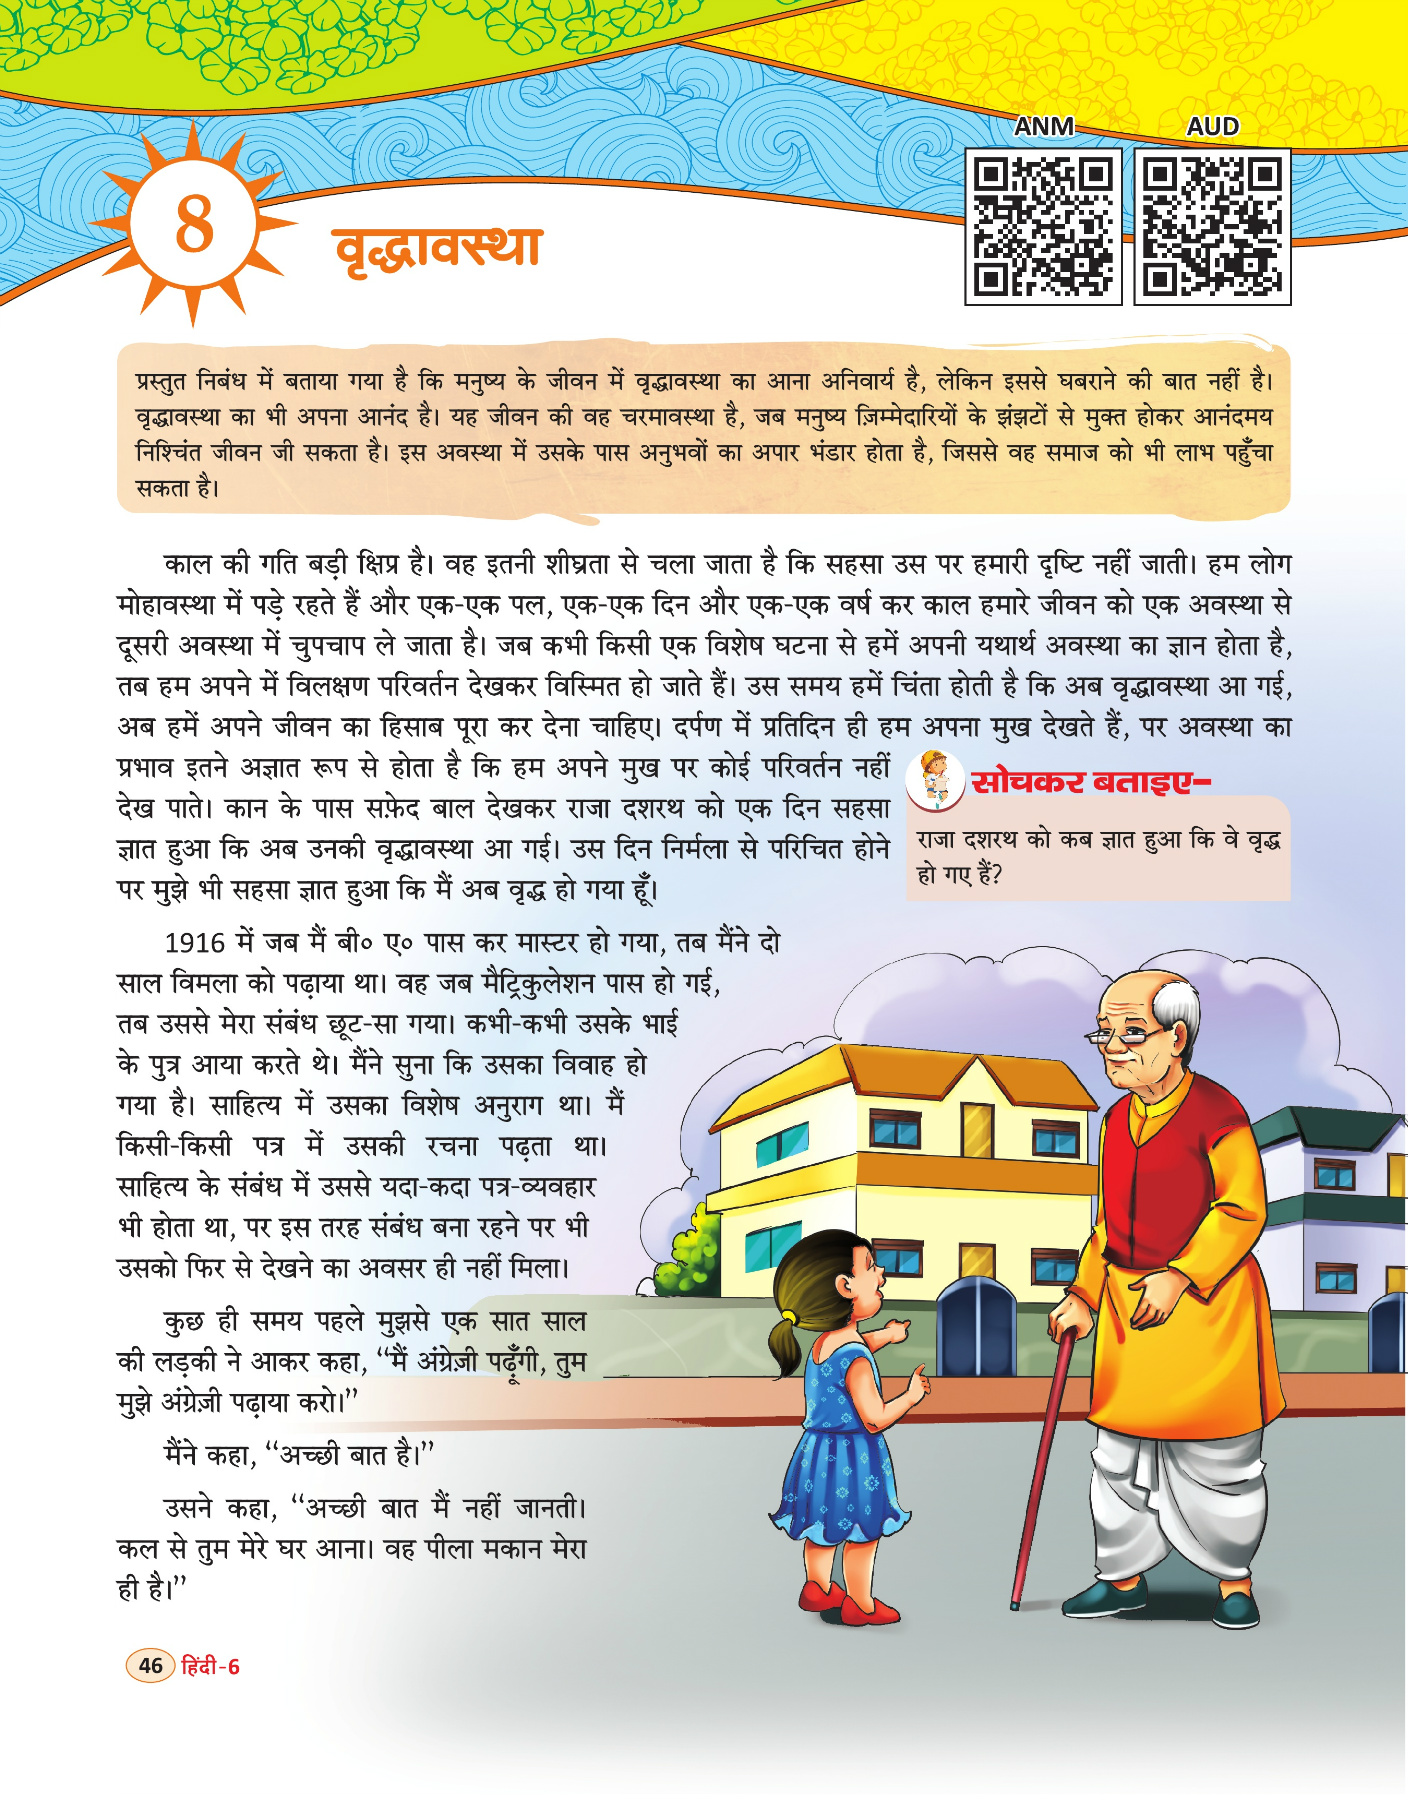 ANM
AUD
8
वृद्धावस्था
प्रस्तुत निबंध में बताया गया है कि मनुष्य के जीवन में वृद्धावस्था का आना अनिवार्य है, लेकिन इससे घबराने की बात नहीं है।
वृद्धावस्था का भी अपना आनंद है। यह जीवन की वह चरमावस्था है, जब मनुष्य ज़िम्मेदारियों के झंझटों से मुक्त होकर आनंदमय
निश्चिंत जीवन जी सकता है। इस अवस्था में उसके पास अनुभवों का अपार भंडार होता है, जिससे वह समाज को भी लाभ पहुँचा
सकता है।
काल की गति बड़ी क्षिप्र है। वह इतनी शीघ्रता से चला जाता है कि सहसा उस पर हमारी दृष्टि नहीं जाती। हम लोग
मोहावस्था में पड़े रहते हैं और एक-एक पल, एक-एक दिन और एक-एक वर्ष कर काल हमारे जीवन को एक अवस्था से
दूसरी अवस्था में चुपचाप ले जाता है। जब कभी किसी एक विशेष घटना से हमें अपनी यथार्थ अवस्था का ज्ञान होता है,
तब हम अपने में विलक्षण परिवर्तन देखकर विस्मित हो जाते हैं। उस समय हमें चिंता होती है कि अब वृद्धावस्था आ गई,
अब हमें अपने जीवन का हिसाब पूरा कर देना चाहिए। दर्पण में प्रतिदिन ही हम अपना मुख देखते हैं, पर अवस्था का
प्रभाव इतने अज्ञात रूप से होता है कि हम अपने मुख पर कोई परिवर्तन नहीं
देख पाते। कान के पास सफ़ेद बाल देखकर राजा दशरथ को एक दिन सहसा
ज्ञात हुआ कि अब उनकी वृद्धावस्था आ गई। उस दिन निर्मला से परिचित होने
पर मुझे भी सहसा ज्ञात हुआ कि मैं अब वृद्ध हो गया हूँ।
सोचकर बताइए-
राजा दशरथ को कब ज्ञात हुआ कि वे वृद्ध
हो गए हैं?
1916 में जब मैं बी० ए० पास कर मास्टर हो गया, तब मैंने दो
साल विमला को पढ़ाया था। वह जब मैट्रिकुलेशन पास हो गई,
तब उससे मेरा संबंध छूट-सा गया। कभी-कभी उसके भाई
के पुत्र आया करते थे। मैंने सुना कि उसका विवाह हो
गया है। साहित्य में उसका विशेष अनुराग था। मैं
किसी-किसी पत्र में उसकी रचना पढ़ता था।
साहित्य के संबंध में उससे यदा-कदा पत्र-व्यवहार
भी होता था, पर इस तरह संबंध बना रहने पर भी
उसको फिर से देखने का अवसर ही नहीं मिला।
कुछ ही समय पहले मुझसे एक सात साल
की लड़की ने आकर कहा, “मैं अंग्रेज़ी पढ़ूँगी, तुम
मुझे अंग्रेज़ी पढ़ाया करो।”
मैंने कहा, “अच्छी बात है।”
उसने कहा, “अच्छी बात मैं नहीं जानती।
कल से तुम मेरे घर आना। वह पीला मकान मेरा
ही है।”
46 हिंदी-6